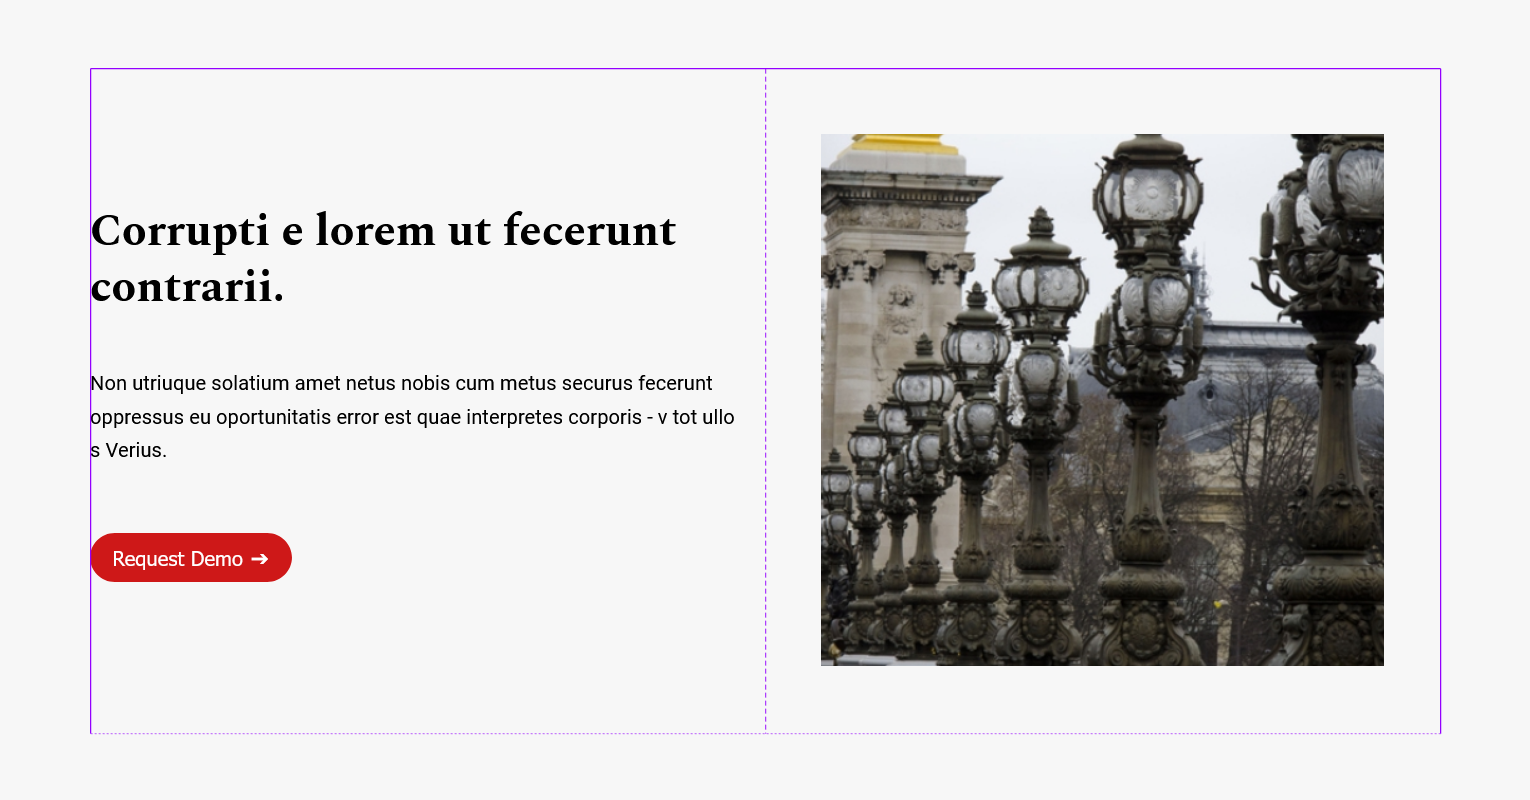 Corrupti e lorem ut fecerunt
contrarii.
Non utriuque solatium amet netus nobis cum metus securus fecerunt
oppressus eu oportunitatis error est quae interpretes corporis - v tot ullo
s Verius.
Request Demo ➔